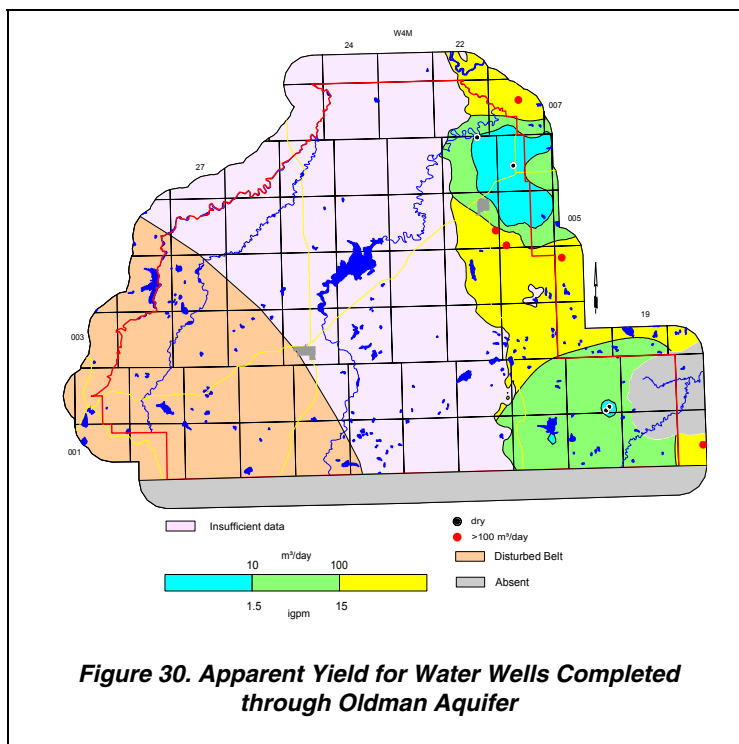 W4M
24
22
007
27
005
19
003
001
Insufficient data
dry
>100 m³/day
m³/day
Disturbed Belt
10
100
Absent
1.5
15
igpm
Figure 30. Apparent Yield for Water Wells Completed
through Oldman Aquifer